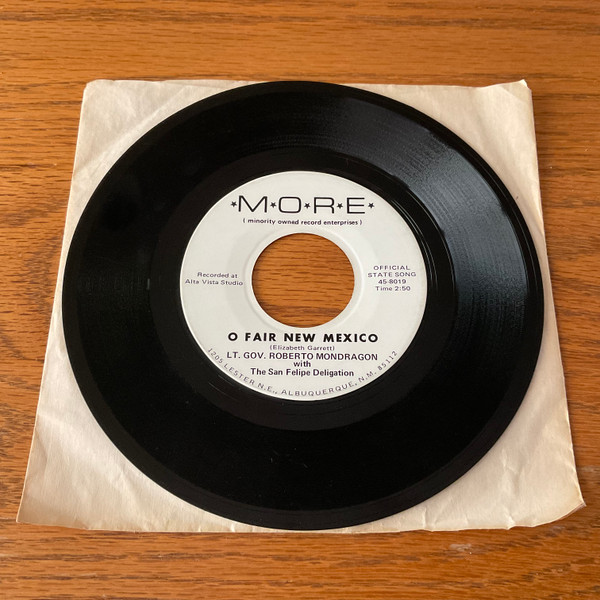 ★M★O★R★E★
( minority owned record enterprises )
Recorded at
Alta Vista Studio
OFFICIAL
STATE SONG
45-8019
Time 2:50
O FAIR NEW MEXICO
(Elizabeth Garrett)
LT. GOV. ROBERTO MONDRAGON
with
The San Felipe Deligation
1205 LESTER N.E., ALBUQUERQUE, N.M. 85112